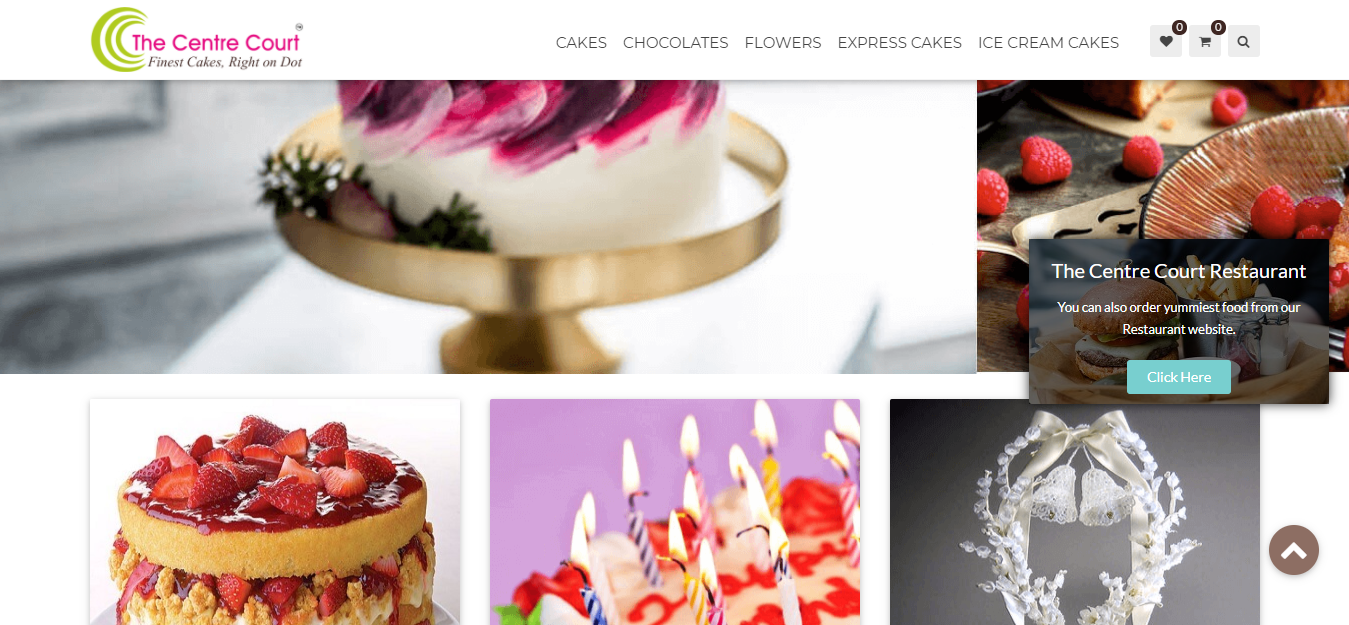 The Centre Court
Finest Cakes, Right on Dot
CAKES CHOCOLATES FLOWERS EXPRESS CAKES ICE CREAM CAKES
0 0
The Centre Court Restaurant
You can also order yummiest food from our
Restaurant website.
Click Here